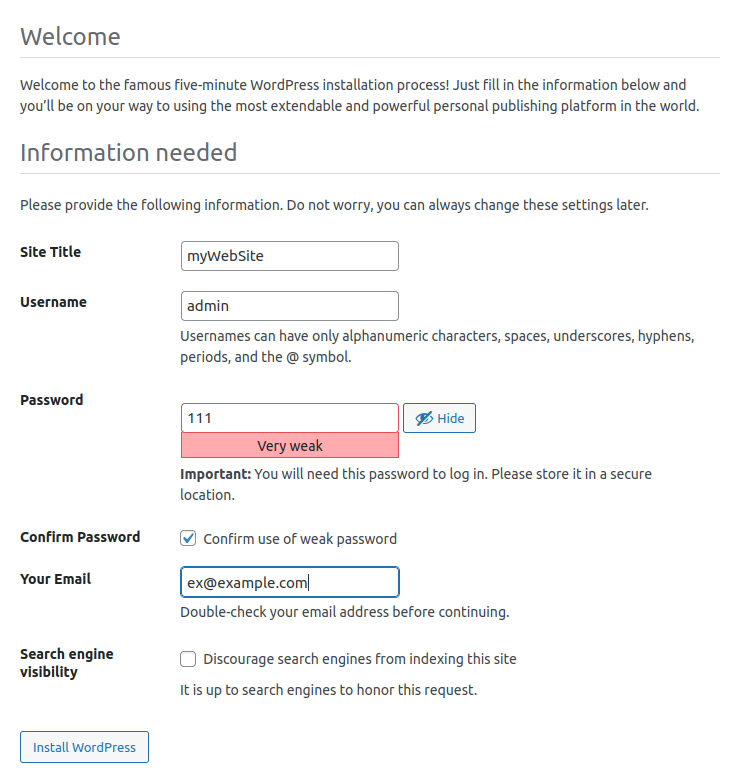 Welcome
Welcome to the famous five-minute WordPress installation process! Just fill in the information below and
you’ll be on your way to using the most extendable and powerful personal publishing platform in the world.
Information needed
Please provide the following information. Do not worry, you can always change these settings later.
Site Title
myWebSite
Username
admin
Usernames can have only alphanumeric characters, spaces, underscores, hyphens,
periods, and the @ symbol.
Password
111
Hide
Very weak
Important: You will need this password to log in. Please store it in a secure
location.
Confirm Password
Confirm use of weak password
Your Email
ex@example.com
Double-check your email address before continuing.
Search engine
visibility
Discourage search engines from indexing this site
It is up to search engines to honor this request.
Install WordPress